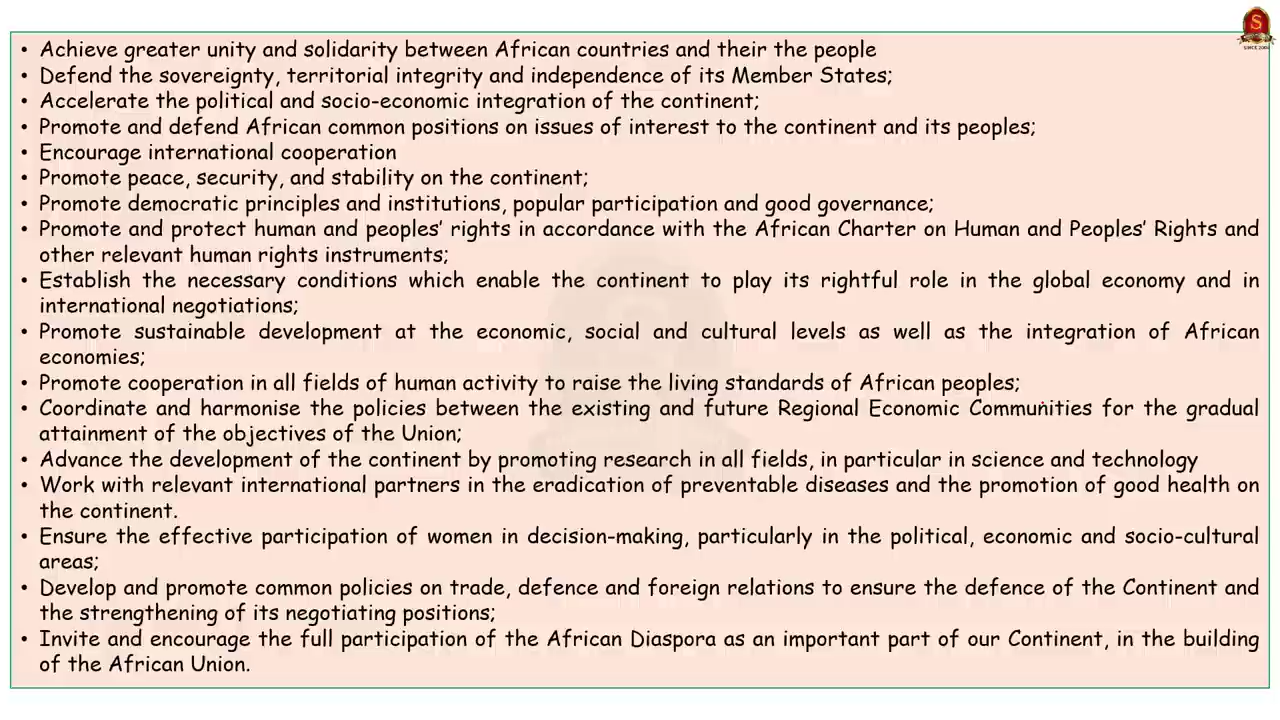 S
SINCE 2004
• Achieve greater unity and solidarity between African countries and their the people
• Defend the sovereignty, territorial integrity and independence of its Member States;
• Accelerate the political and socio-economic integration of the continent;
• Promote and defend African common positions on issues of interest to the continent and its peoples;
• Encourage international cooperation
• Promote peace, security, and stability on the continent;
• Promote democratic principles and institutions, popular participation and good governance;
• Promote and protect human and peoples’ rights in accordance with the African Charter on Human and Peoples’ Rights and
other relevant human rights instruments;
• Establish the necessary conditions which enable the continent to play its rightful role in the global economy and in
international negotiations;
• Promote sustainable development at the economic, social and cultural levels as well as the integration of African
economies;
• Promote cooperation in all fields of human activity to raise the living standards of African peoples;
• Coordinate and harmonise the policies between the existing and future Regional Economic Communities for the gradual
attainment of the objectives of the Union;
• Advance the development of the continent by promoting research in all fields, in particular in science and technology
• Work with relevant international partners in the eradication of preventable diseases and the promotion of good health on
the continent.
• Ensure the effective participation of women in decision-making, particularly in the political, economic and socio-cultural
areas;
• Develop and promote common policies on trade, defence and foreign relations to ensure the defence of the Continent and
the strengthening of its negotiating positions;
• Invite and encourage the full participation of the African Diaspora as an important part of our Continent, in the building
of the African Union.